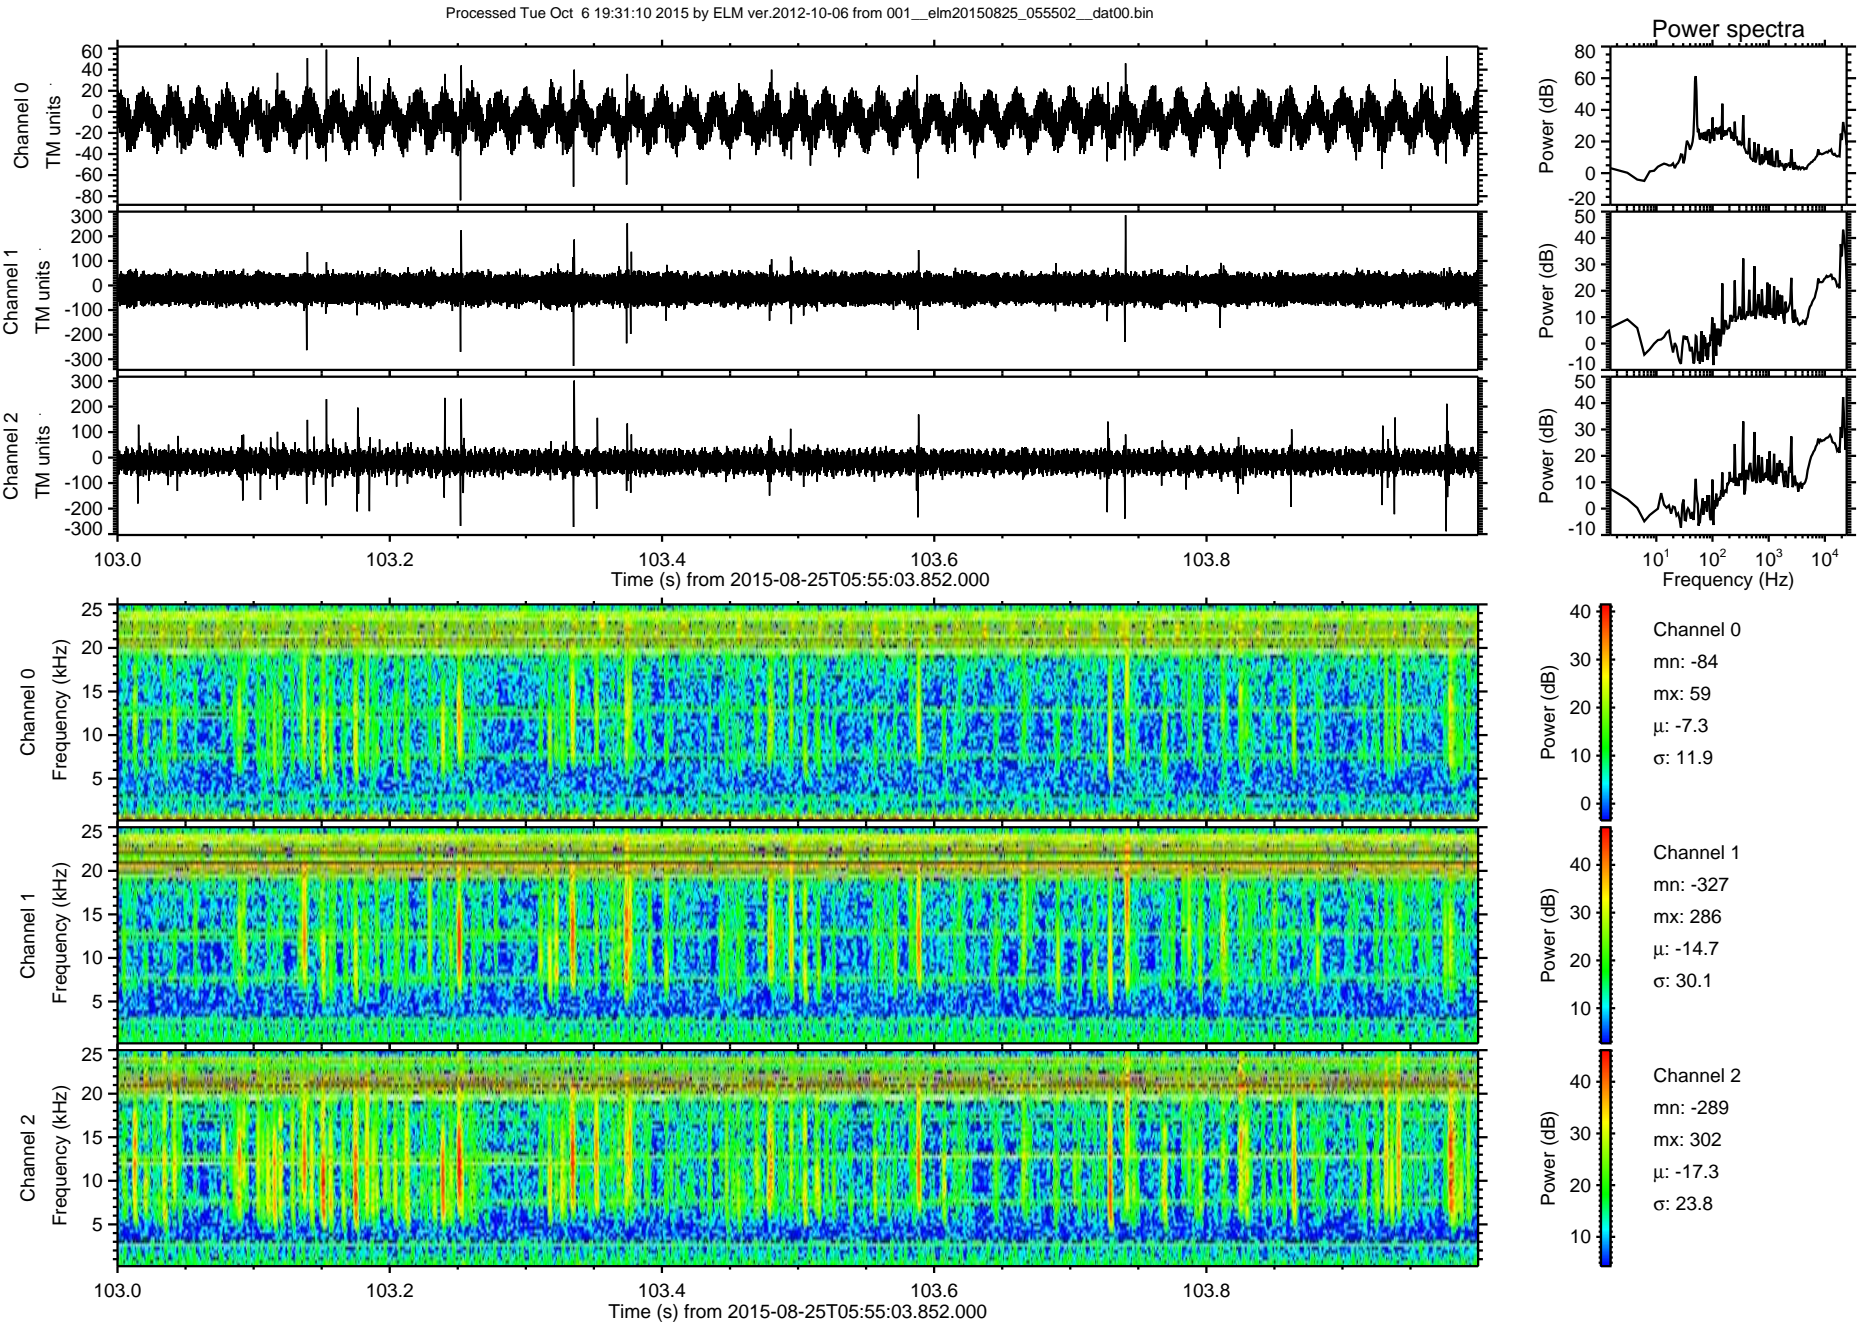 Processed Tue Oct 6 19:31:10 2015 by ELM ver.2012-10-06 from 001__elm20150825_055502__dat00.bin
Power spectra
Channel 0
TM units
60
40
20
0
-20
-40
-60
-80
Power (dB)
80
60
40
20
0
-20
Channel 1
TM units
300
200
100
0
-100
-200
-300
Power (dB)
50
40
30
20
10
0
-10
Channel 2
TM units
300
200
100
0
-100
-200
-300
Power (dB)
50
40
30
20
10
0
-10
103.0 103.2 103.4 103.6 103.8
Time (s) from 2015-08-25T05:55:03.852.000
10¹ 10² 10³ 10⁴
Frequency (Hz)
Channel 0
Frequency (kHz)
25
20
15
10
5
Power (dB)
40
30
20
10
0
Channel 0
mn: -84
mx: 59
μ: -7.3
σ: 11.9
Channel 1
Frequency (kHz)
25
20
15
10
5
Power (dB)
40
30
20
10
Channel 1
mn: -327
mx: 286
μ: -14.7
σ: 30.1
Channel 2
Frequency (kHz)
25
20
15
10
5
Power (dB)
40
30
20
10
Channel 2
mn: -289
mx: 302
μ: -17.3
σ: 23.8
103.0 103.2 103.4 103.6 103.8
Time (s) from 2015-08-25T05:55:03.852.000